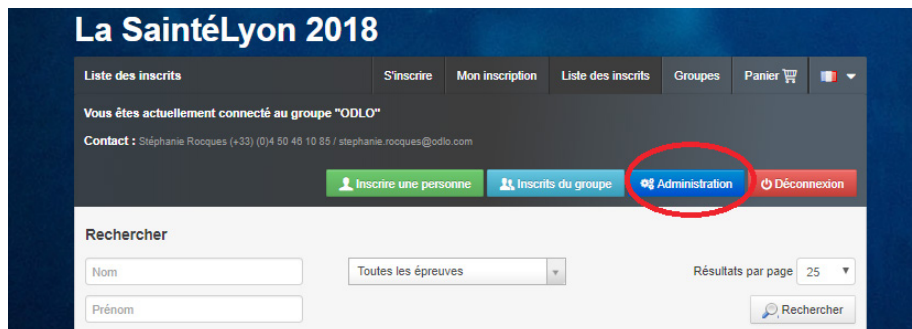 La SaintéLyon 2018
Liste des inscrits S'inscrire Mon inscription Liste des inscrits Groupes Panier
Vous êtes actuellement connecté au groupe "ODLO"
Contact : Stéphanie Rocques (+33) (0)4 50 46 10 85 / stephanie.rocques@odlo.com
Inscrire une personne Inscrits du groupe Administration Déconnexion
Rechercher
Nom Toutes les épreuves Résultats par page 25
Prénom Rechercher